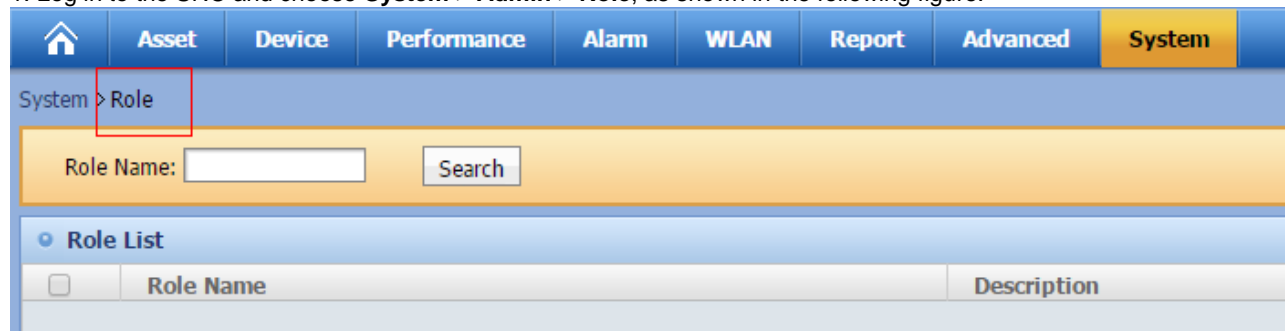 Asset Device Performance Alarm WLAN Report Advanced System
System > Role
Role Name: Search
Role List
Role Name Description